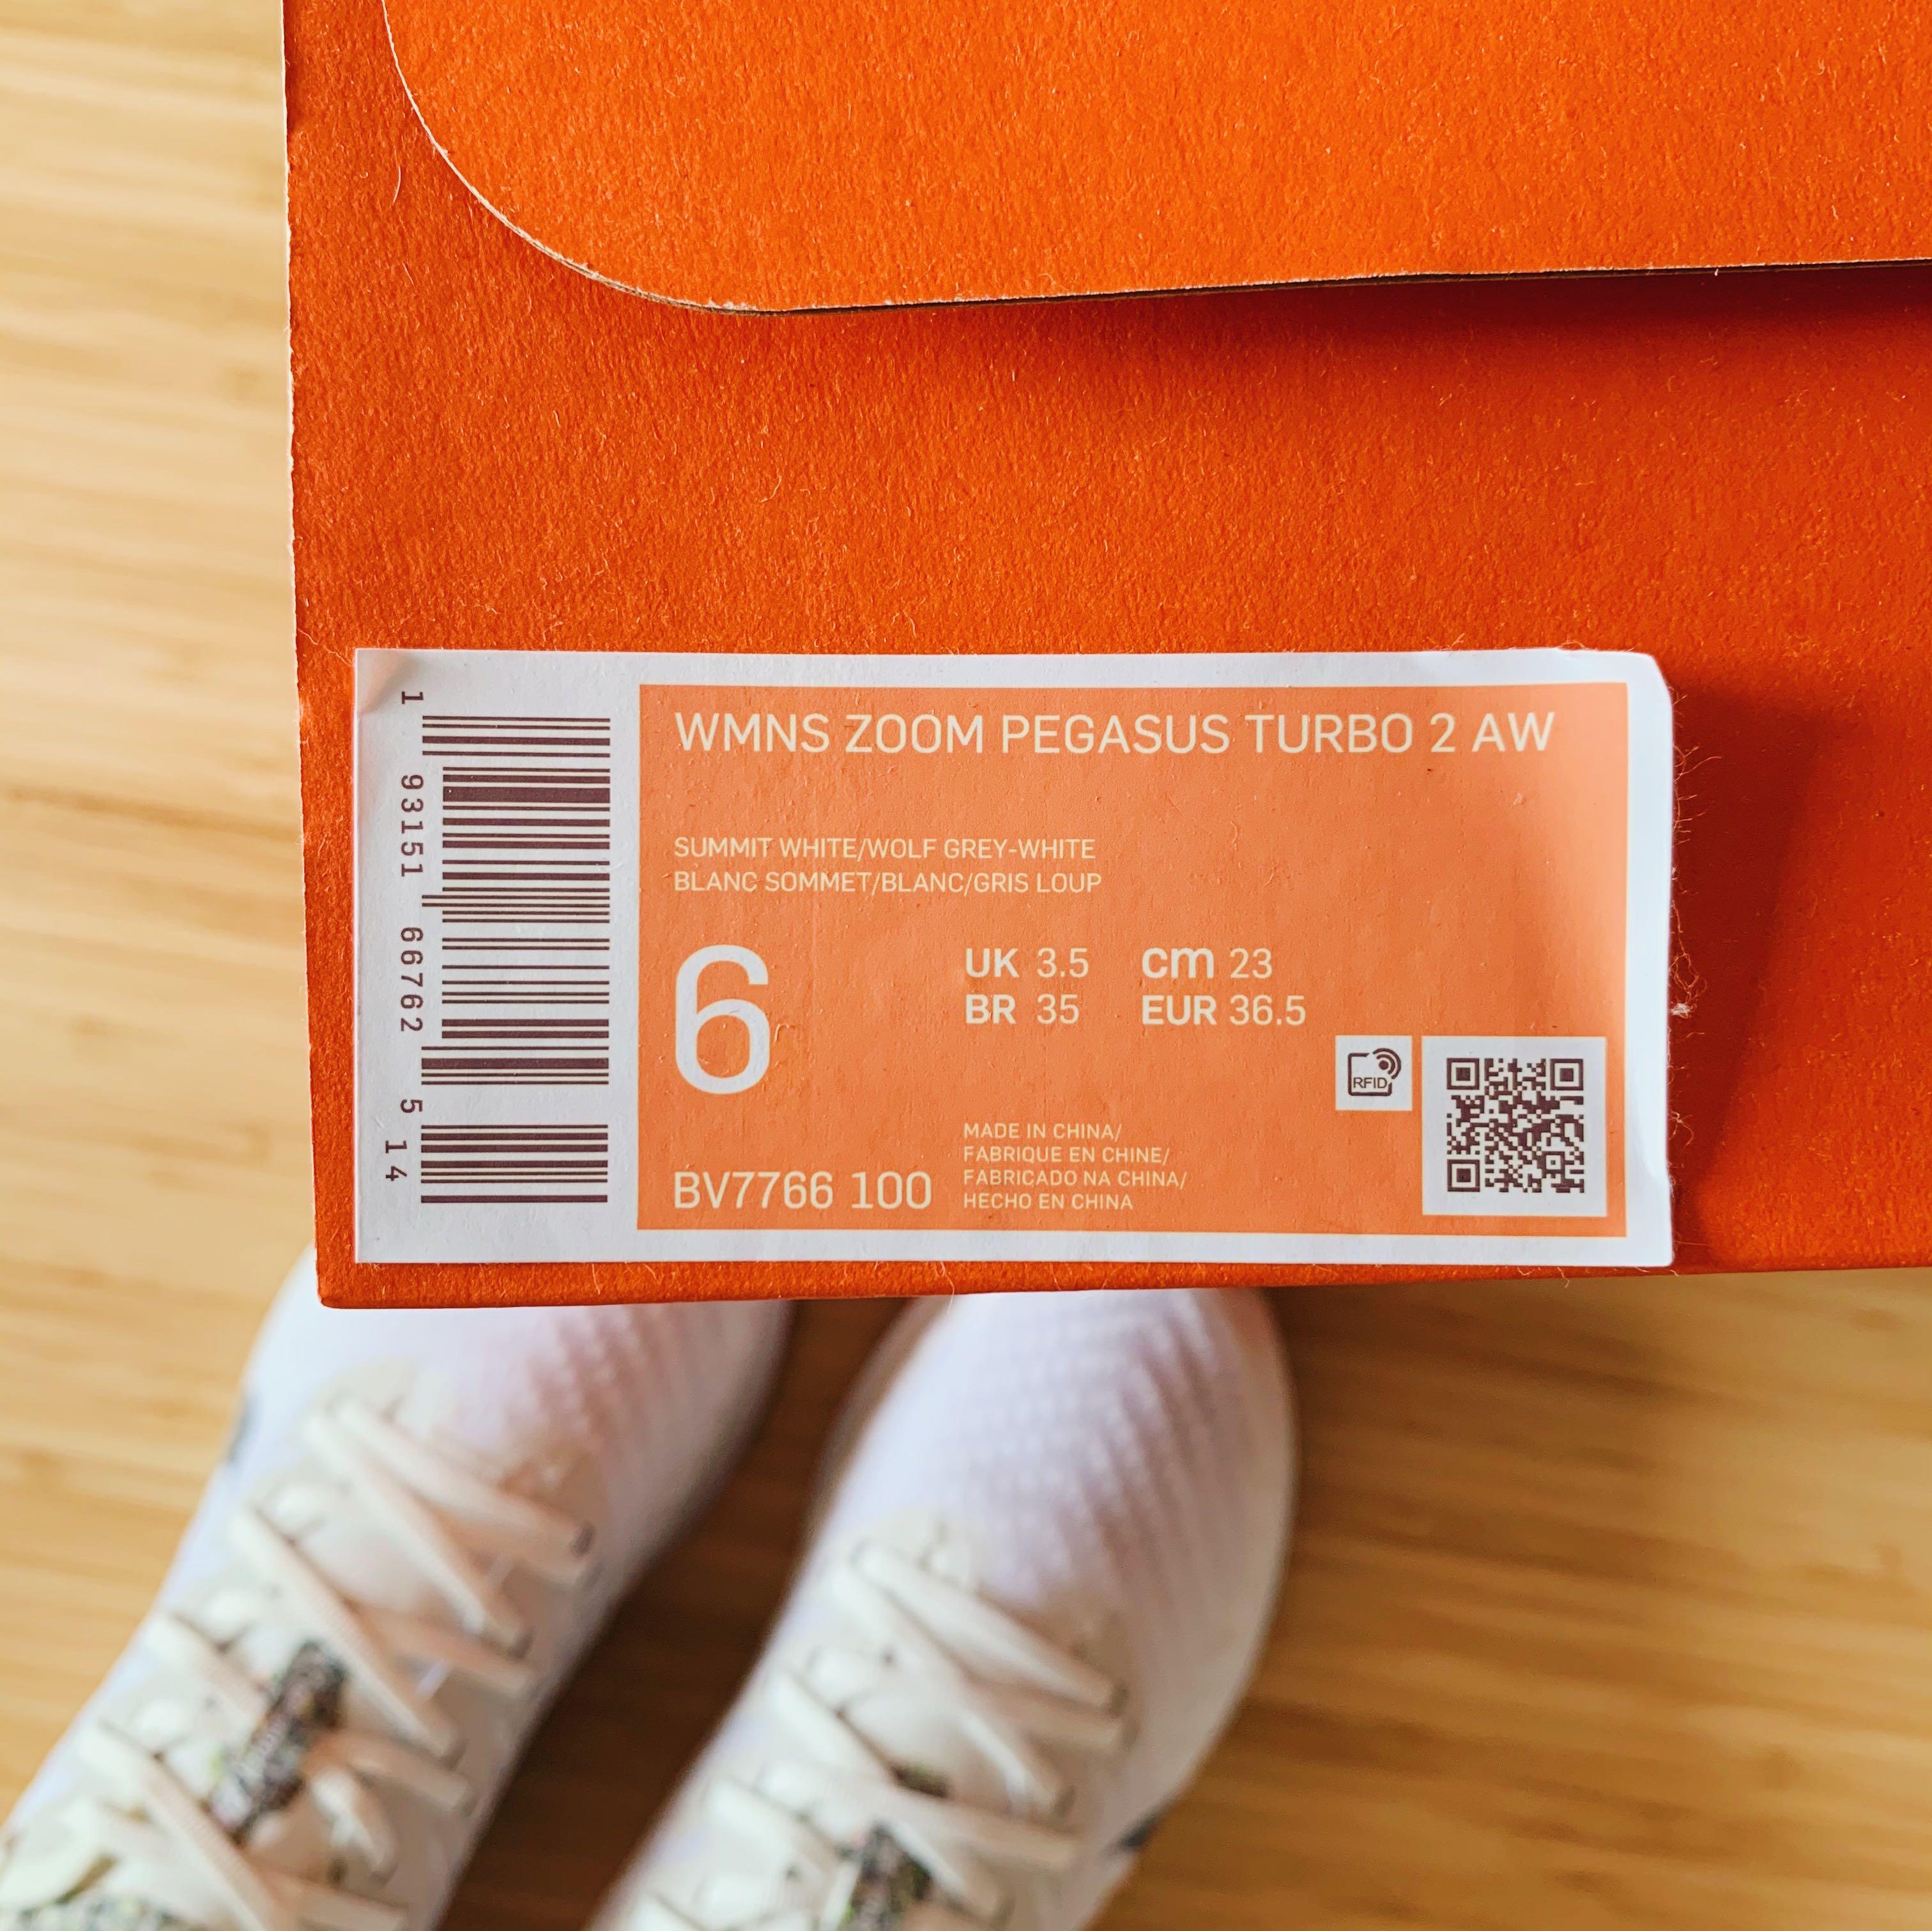 WMNS ZOOM PEGASUS TURBO 2 AW
SUMMIT WHITE/WOLF GREY-WHITE
BLANC SOMMET/BLANC/GRIS LOUP
6
UK 3.5 cm 23
BR 35 EUR 36.5
RFID
MADE IN CHINA/
FABRIQUE EN CHINE/
FABRICADO NA CHINA/
HECHO EN CHINA
BV7766 100
1 93151 66762 5
14